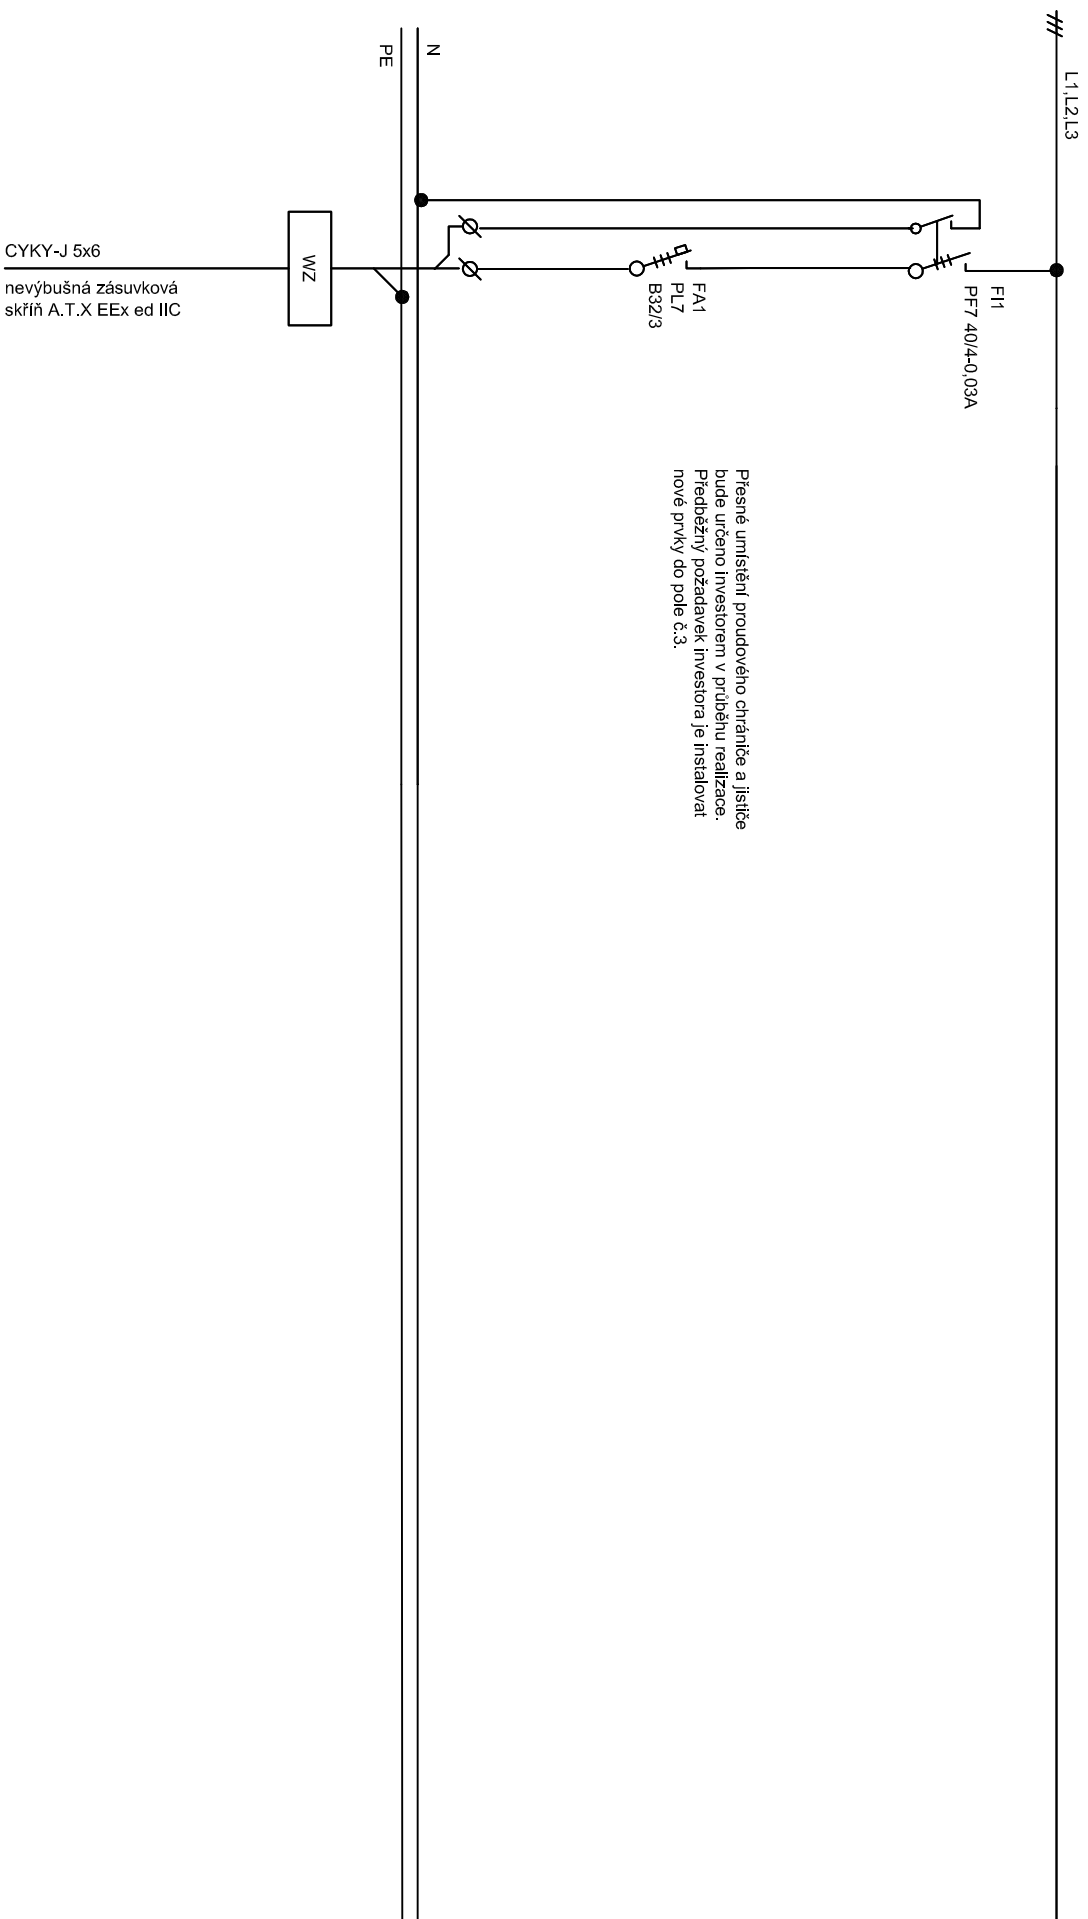 L1,L2,L3
FI1
PF7 40/4-0,03A
FA1
PL7
B32/3
Přesné umístění proudového chrániče a jističe
bude určeno investorem v průběhu realizace.
Předběžný požadavek investora je instalovat
nové prvky do pole č.3.
N
PE
WZ
CYKY-J 5x6
nevýbušná zásuvková
skříň A.T.X EEx ed IIC